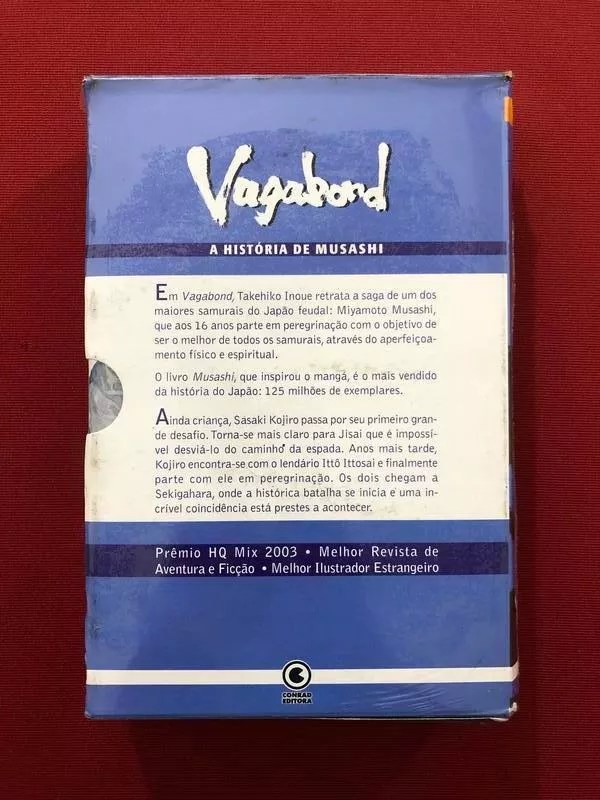 Vagabond
A HISTÓRIA DE MUSASHI
Em Vagabond, Takehiko Inoue retrata a saga de um dos
maiores samurais do Japão feudal: Miyamoto Musashi,
que aos 16 anos parte em peregrinação com o objetivo de
ser o melhor de todos os samurais, através do aperfeiço-
amento físico e espiritual.
O livro Musashi, que inspirou o mangá, é o mais vendido
da história do Japão: 125 milhões de exemplares.
Ainda criança, Sasaki Kojiro passa por seu primeiro gran-
de desafio. Torna-se mais claro para Jisai que é impossí-
vel desviá-lo do caminho da espada. Anos mais tarde,
Kojiro encontra-se com o lendário Ittô Ittosai e finalmente
parte com ele em peregrinação. Os dois chegam a
Sekigahara, onde a histórica batalha se inicia e uma in-
crível coincidência está prestes a acontecer.
Prêmio HQ Mix 2003 • Melhor Revista de
Aventura e Ficção • Melhor Ilustrador Estrangeiro
CONRAD
EDITORA